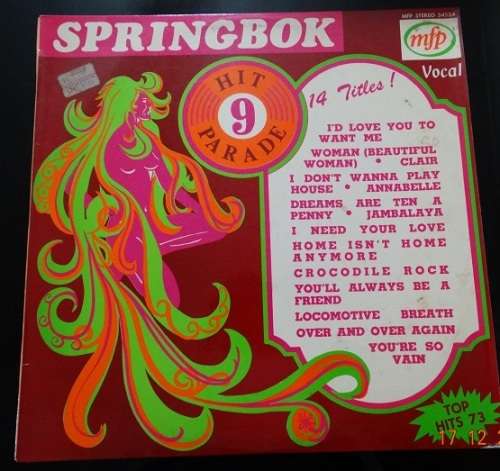 MFP STEREO 54554
SPRINGBOK
mfp
Vocal
HIT
9
PARADE
14 Titles!
I'D LOVE YOU TO
WANT ME
WOMAN (BEAUTIFUL
WOMAN) • CLAIR
I DON'T WANNA PLAY
HOUSE • ANNABELLE
DREAMS ARE TEN A
PENNY • JAMBALAYA
I NEED YOUR LOVE
HOME ISN'T HOME
ANYMORE
CROCODILE ROCK
YOU'LL ALWAYS BE A
FRIEND
LOCOMOTIVE BREATH
OVER AND OVER AGAIN
YOU'RE SO
VAIN
TOP
HITS 73
17 12